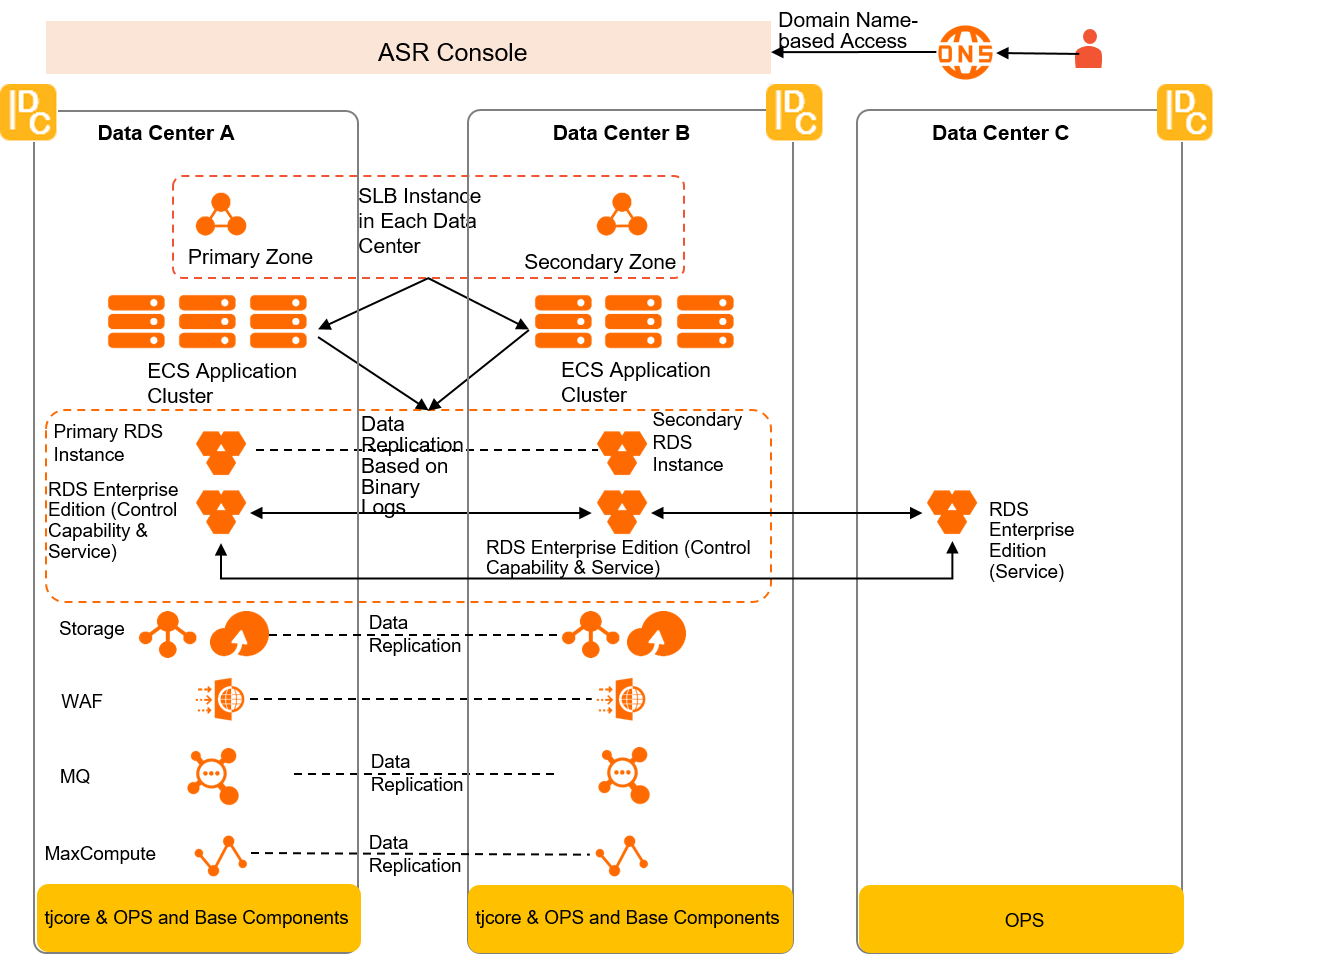 Domain Name-
based Access
ASR Console
DNS
IDC
IDC
IDC
Data Center A
Data Center B
Data Center C
SLB Instance
in Each Data
Center
Primary Zone
Secondary Zone
ECS Application
Cluster
ECS Application
Cluster
Primary RDS
Instance
Data
Replication
Based on
Binary
Logs
Secondary
RDS
Instance
RDS Enterprise
Edition (Control
Capability &
Service)
RDS Enterprise Edition (Control
Capability & Service)
RDS
Enterprise
Edition
(Service)
Storage
Data
Replication
WAF
MQ
Data
Replication
MaxCompute
Data
Replication
tjcore & OPS and Base Components
tjcore & OPS and Base Components
OPS